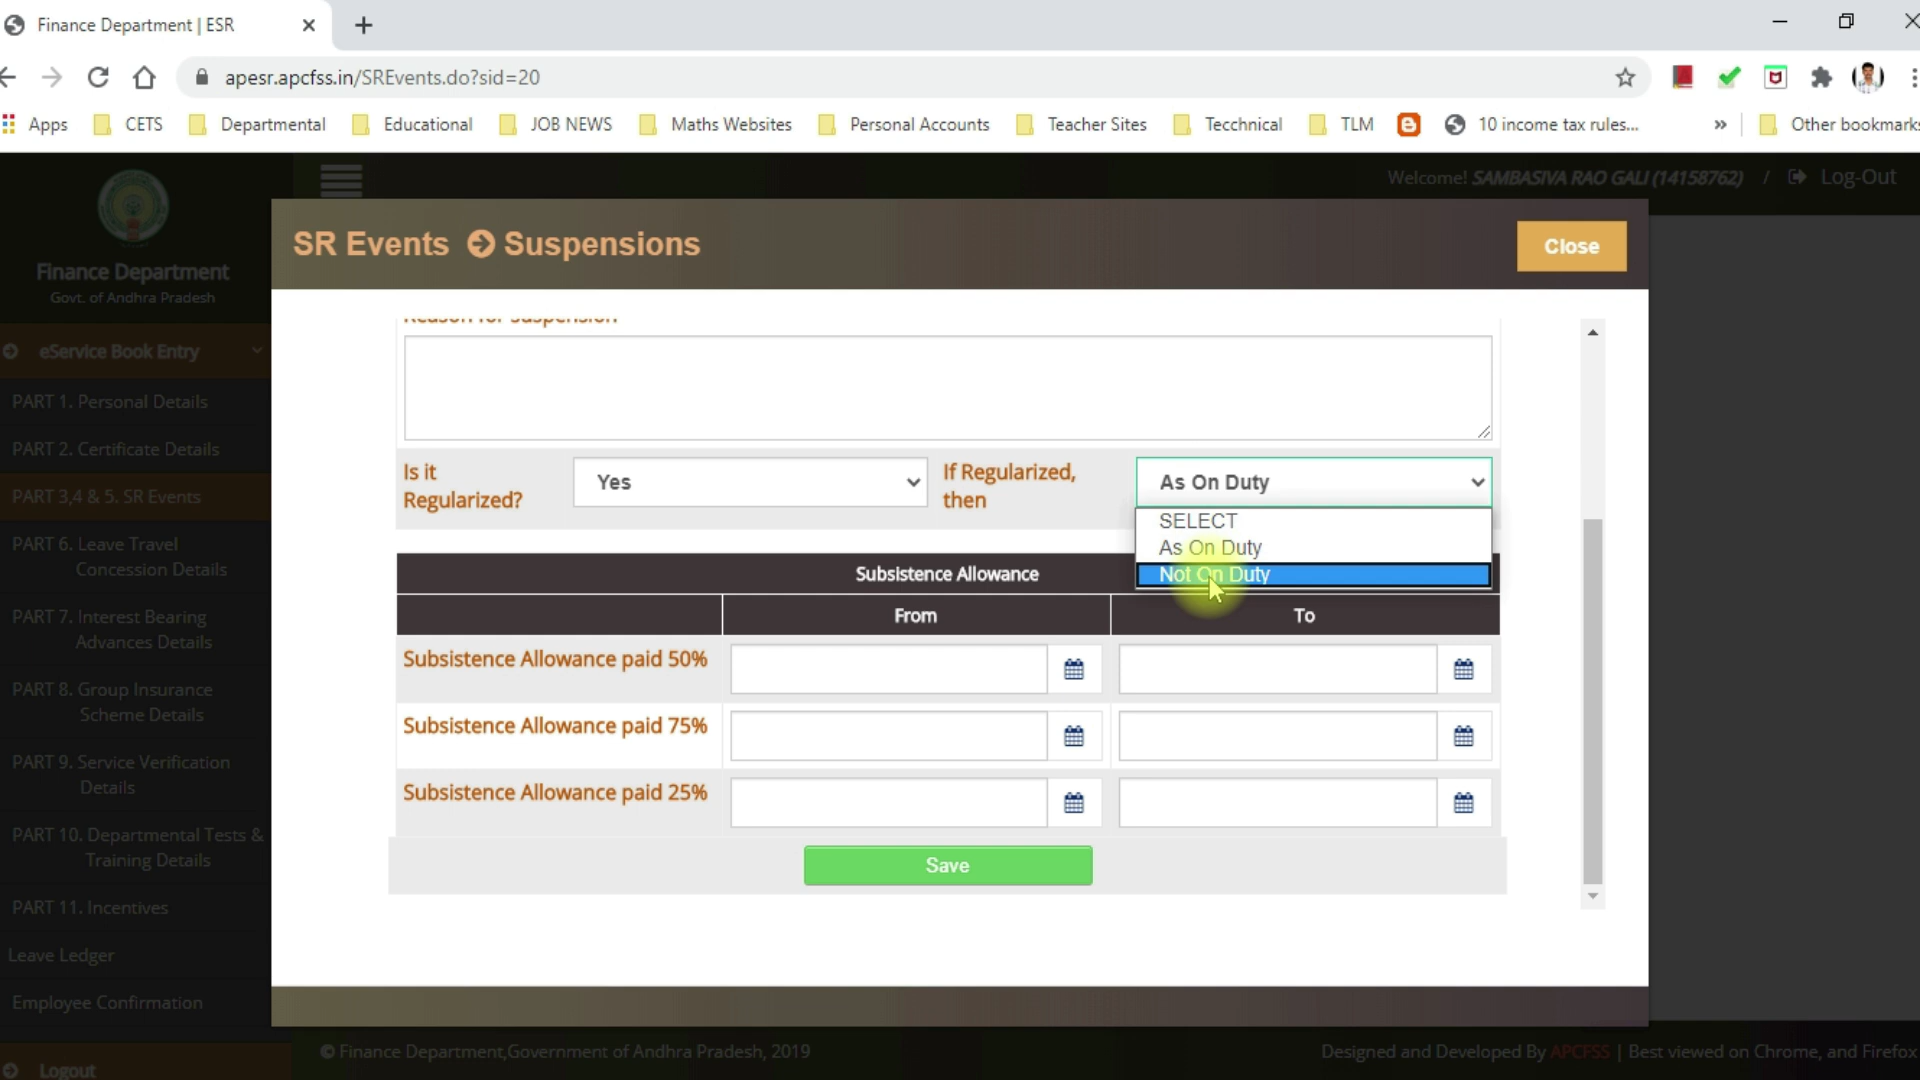 Finance Department | ESR
apesr.apcfss.in/SREvents.do?sid=20
Apps CETS Departmental Educational JOB NEWS Maths Websites Personal Accounts Teacher Sites Tecchnical TLM 10 income tax rules... » Other bookmarks
Welcome! SAMBASIVA RAO GALI (14158762) / Log-Out
SR Events Suspensions
Close
Finance Department
Govt. of Andhra Pradesh
eService Book Entry
PART 1. Personal Details
PART 2. Certificate Details
PART 3,4 & 5. SR Events
PART 6. Leave Travel
Concession Details
PART 7. Interest Bearing
Advances Details
PART 8. Group Insurance
Scheme Details
PART 9. Service Verification
Details
PART 10. Departmental Tests &
Training Details
PART 11. Incentives
Leave Ledger
Employee Confirmation
Logout
Reason for Suspension
Is it
Regularized?
Yes
If Regularized,
then
As On Duty
SELECT
As On Duty
Not On Duty
Subsistence Allowance
From To
Subsistence Allowance paid 50%
Subsistence Allowance paid 75%
Subsistence Allowance paid 25%
Save
© Finance Department,Government of Andhra Pradesh, 2019
Designed and Developed By APCFSS | Best viewed on Chrome, and Firefox